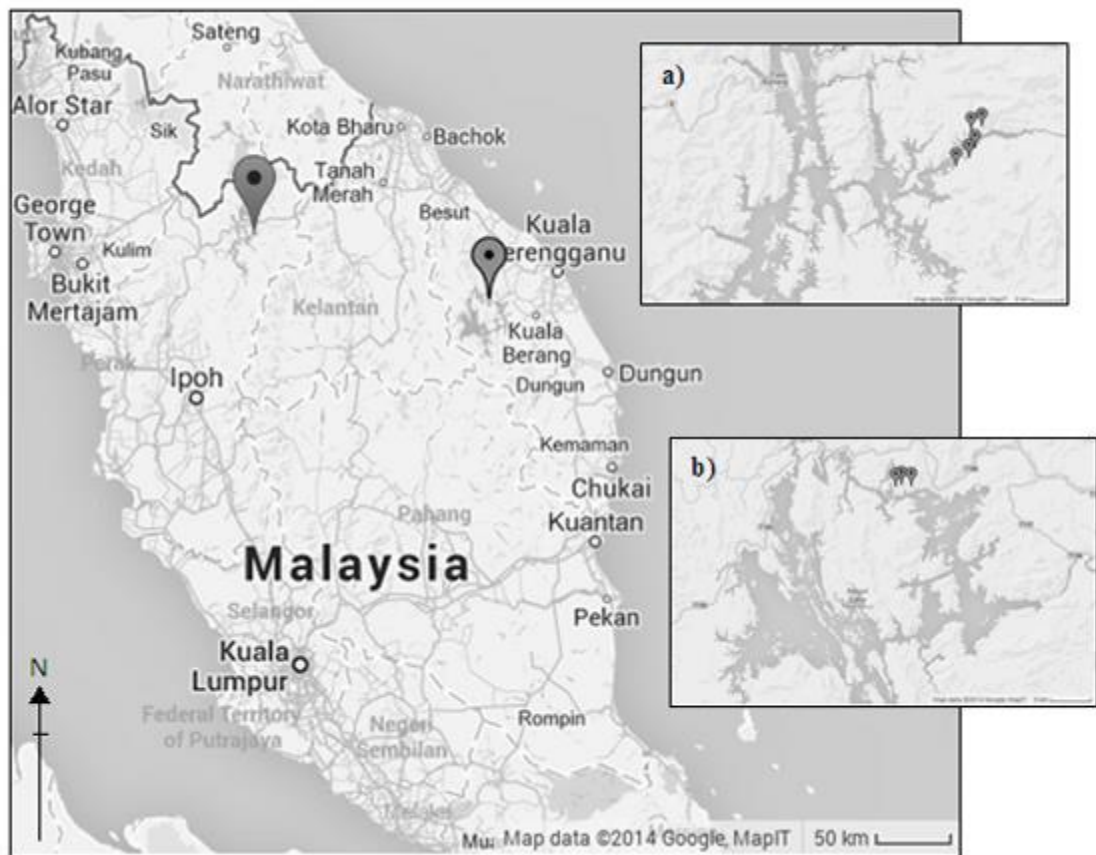 Sateng
Kubang
Pasu
Narathiwat
Alor Star
Sik
Kota Bharu
Bachok
Kedah
Tanah
Merah
George
Town
Besut
Kuala
erengganu
Kulim
Bukit
Mertajam
Kelantan
Kuala
Berang
Perak
Ipoh
Dungun
Dungun
Kemaman
Chukai
Pahang
Kuantan
Malaysia
Selangor
Pekan
Kuala
Lumpur
N
Federal Territory
of Putrajaya
Negeri
Sembilan
Rompin
Melaka
Map data ©2014 Google, MapIT
50 km
a)
b)